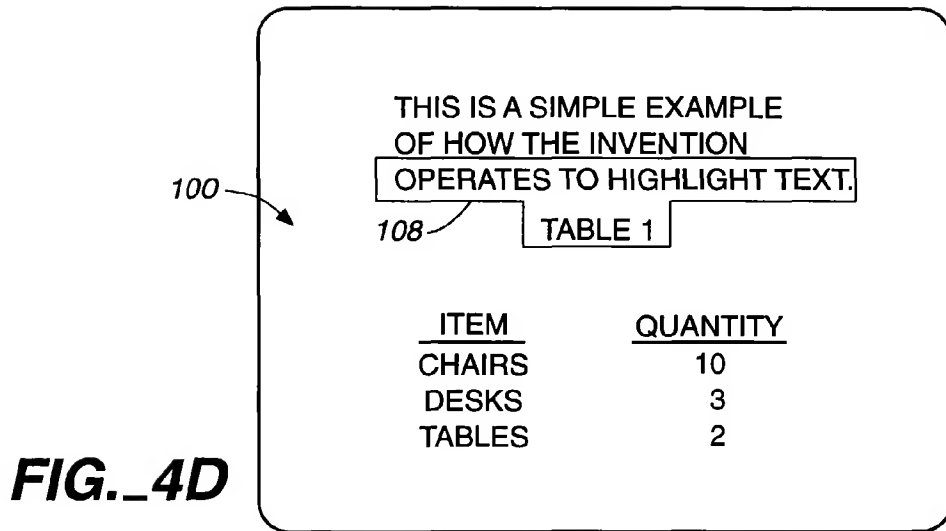 THIS IS A SIMPLE EXAMPLE
OF HOW THE INVENTION
OPERATES TO HIGHLIGHT TEXT.
100
108
TABLE 1
ITEM QUANTITY
CHAIRS 10
DESKS 3
TABLES 2
FIG._4D